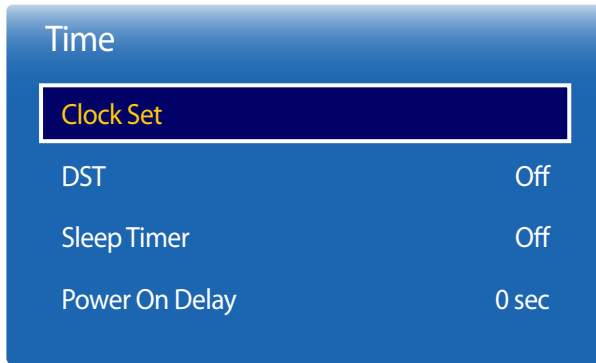 Time
Clock Set
DST Off
Sleep Timer Off
Power On Delay 0 sec